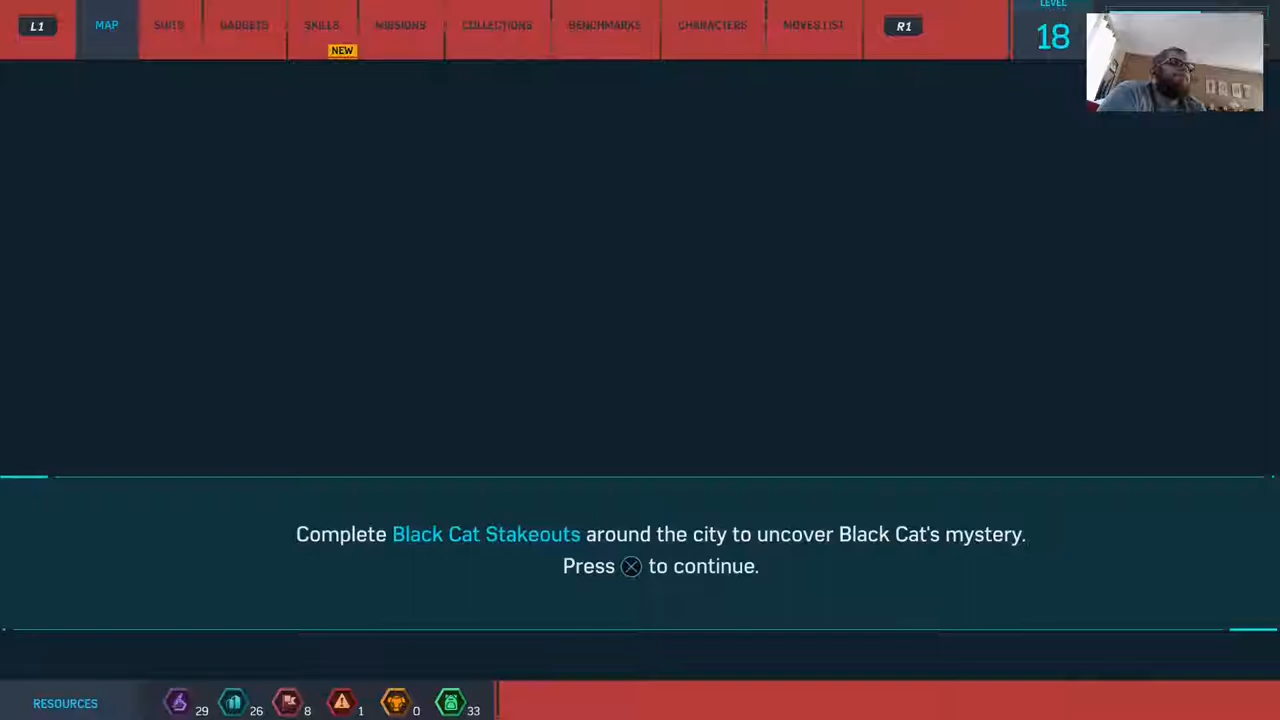 L1 MAP SUITS GADGETS SKILLS MISSIONS COLLECTIONS BENCHMARKS CHARACTERS MOVES LIST R1 LEVEL
NEW
18
Complete Black Cat Stakeouts around the city to uncover Black Cat's mystery.
Press ⓧ to continue.
RESOURCES 29 26 8 1 0 33